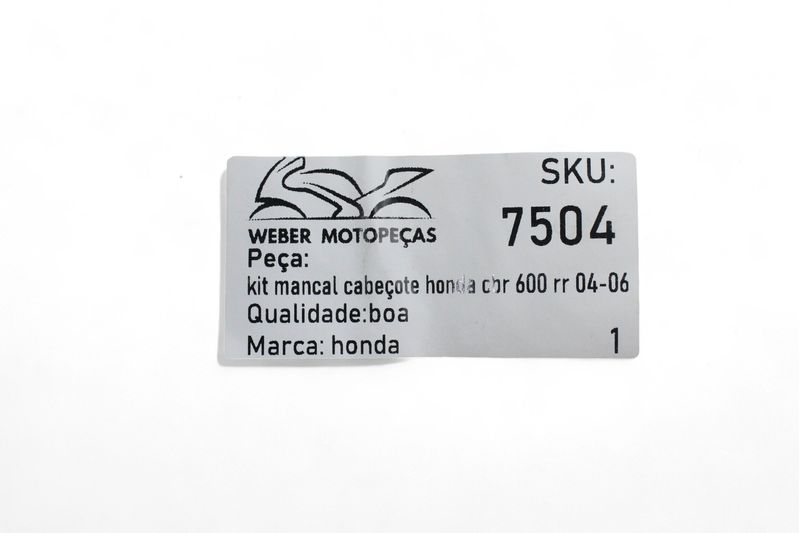 WEBER MOTOPEÇAS
SKU:
7504
Peça:
kit mancal cabeçote honda cbr 600 rr 04-06
Qualidade:boa
Marca: honda
1